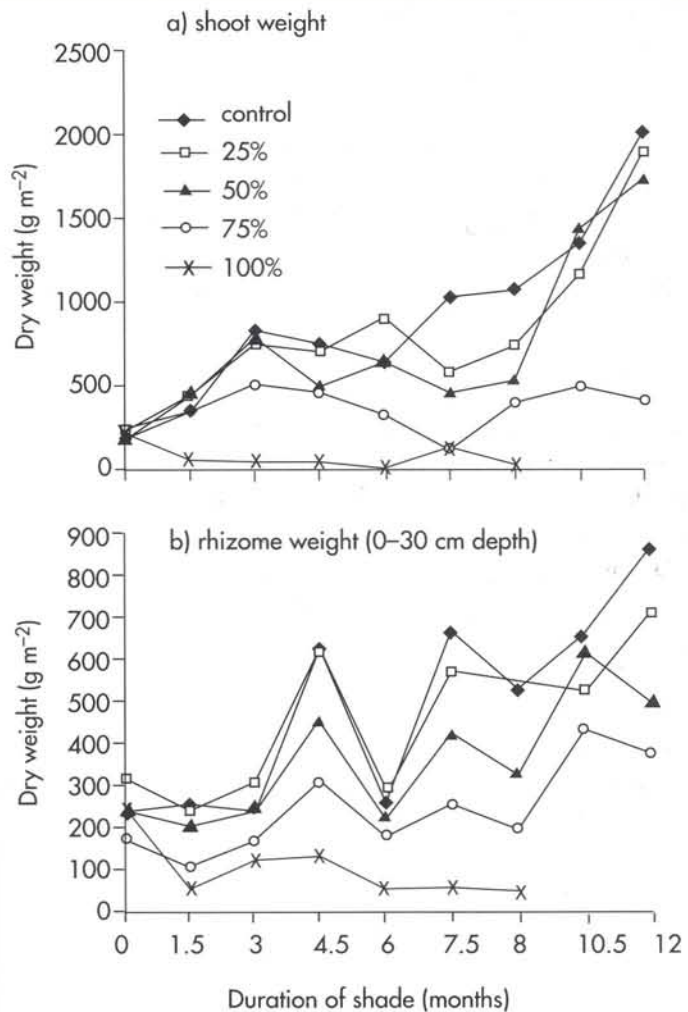 a) shoot weight
2500
2000
1500
1000
500
0
Dry weight (g m⁻²)
control
25%
50%
75%
100%
b) rhizome weight (0–30 cm depth)
900
800
700
600
500
400
300
200
100
0
Dry weight (g m⁻²)
0 1.5 3 4.5 6 7.5 8 10.5 12
Duration of shade (months)